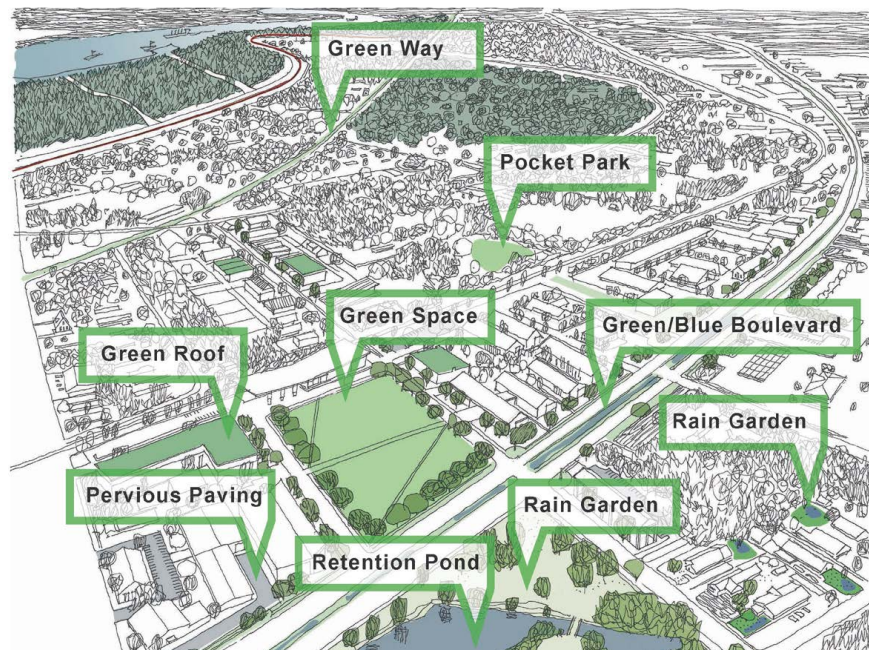 Green Way
Pocket Park
Green Space
Green/Blue Boulevard
Green Roof
Rain Garden
Pervious Paving
Rain Garden
Retention Pond